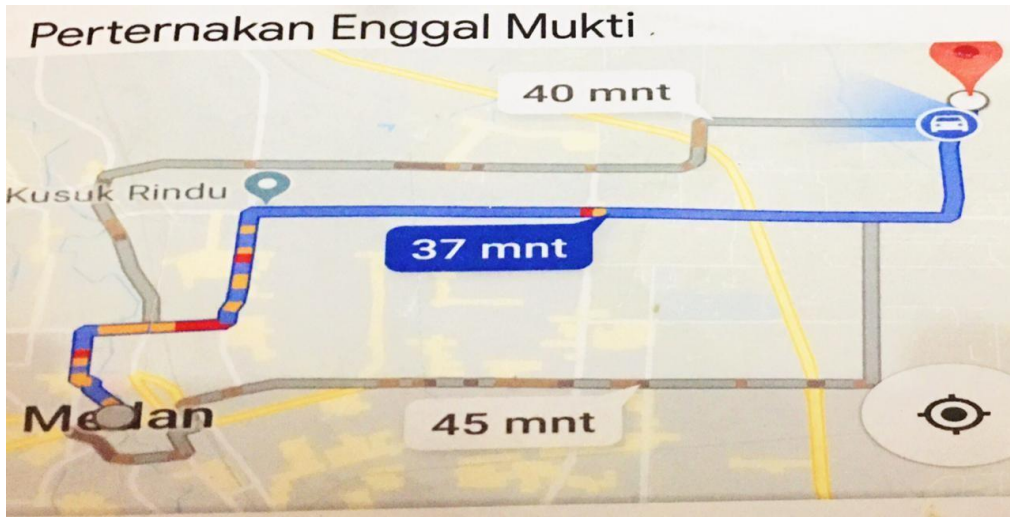 Perternakan Enggal Mukti
40 mnt
Kusuk Rindu
37 mnt
Medan
45 mnt